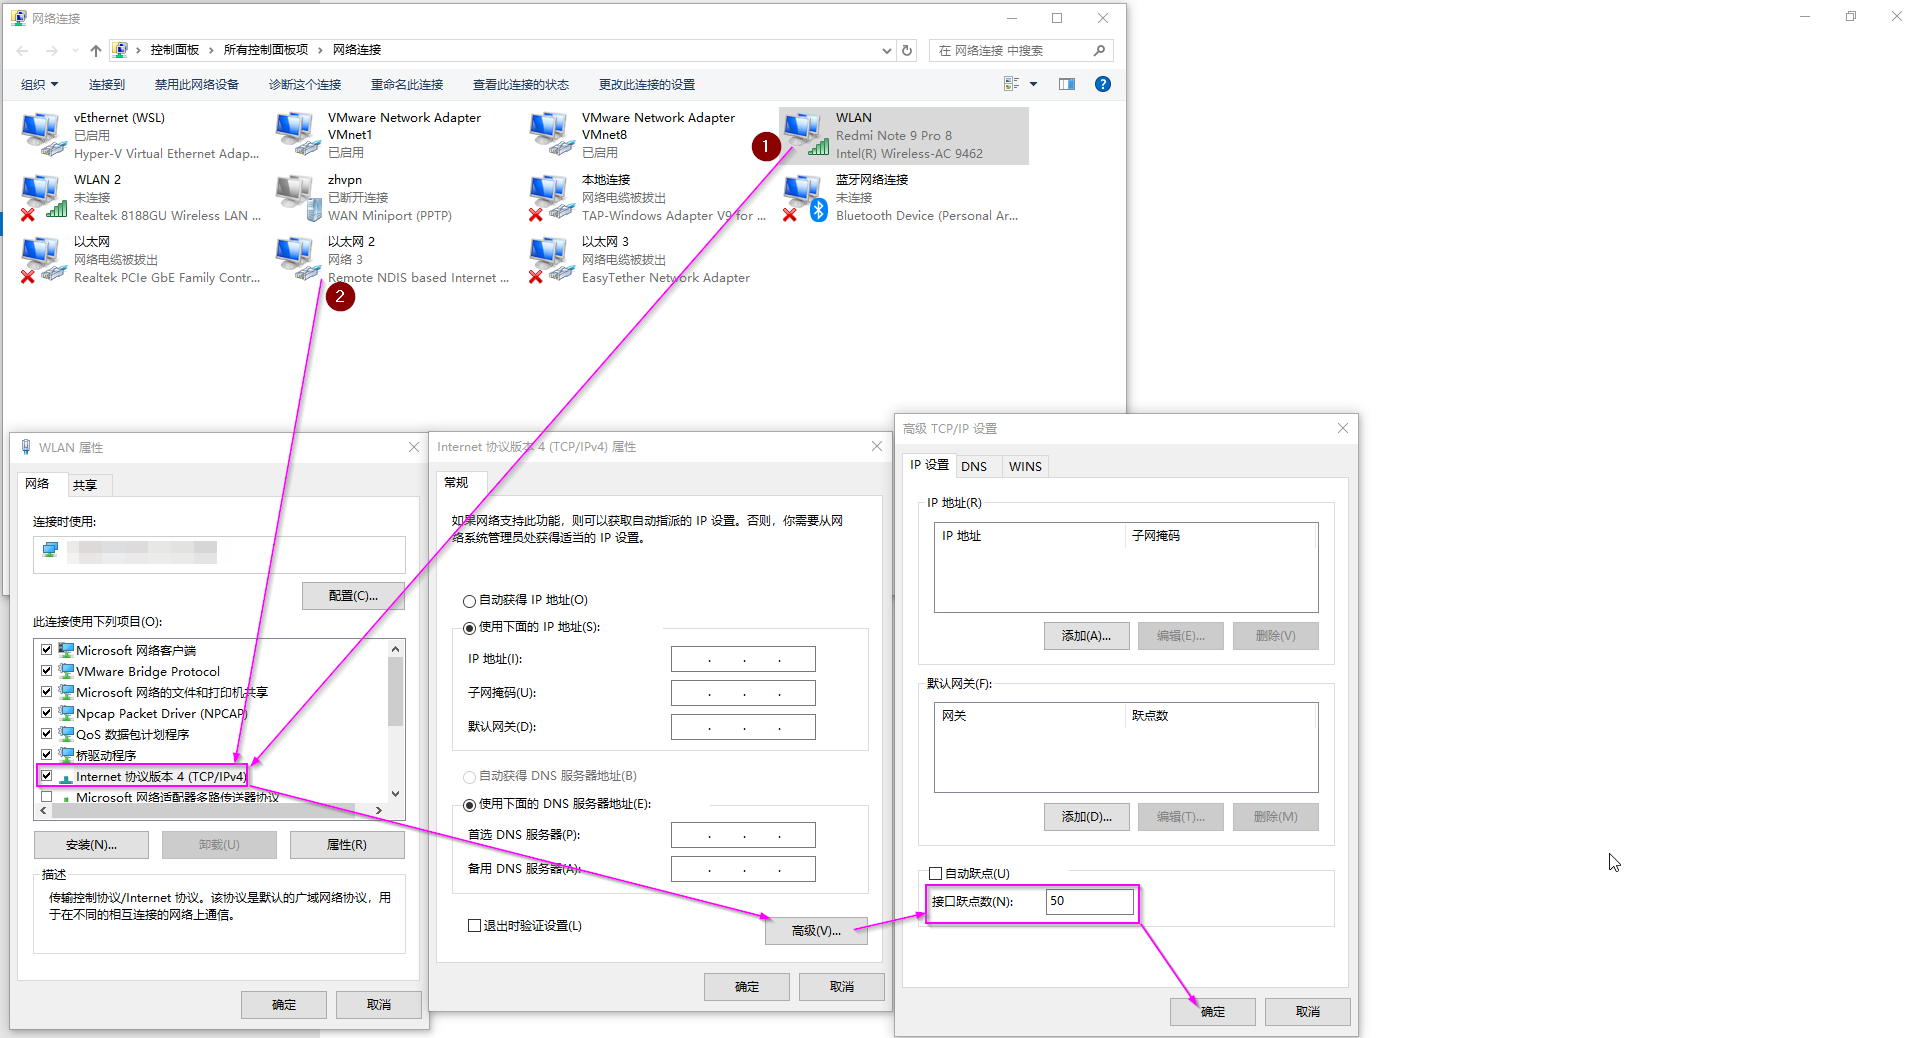 网络连接
控制面板 › 所有控制面板项 › 网络连接
在 网络连接 中搜索
组织
连接到
禁用此网络设备
诊断这个连接
重命名此连接
查看此连接的状态
更改此连接的设置
vEthernet (WSL)
已启用
Hyper-V Virtual Ethernet Adap...
VMware Network Adapter
VMnet1
已启用
VMware Network Adapter
VMnet8
已启用
1
WLAN
Redmi Note 9 Pro 8
Intel(R) Wireless-AC 9462
WLAN 2
未连接
Realtek 8188GU Wireless LAN ...
zhvpn
已断开连接
WAN Miniport (PPTP)
本地连接
网络电缆被拔出
TAP-Windows Adapter V9 for ...
蓝牙网络连接
未连接
Bluetooth Device (Personal Ar...
以太网
网络电缆被拔出
Realtek PCIe GbE Family Contr...
以太网 2
网络 3
Remote NDIS based Internet ...
2
以太网 3
网络电缆被拔出
EasyTether Network Adapter
WLAN 属性
网络
共享
连接时使用:
配置(C)...
此连接使用下列项目(O):
Microsoft 网络客户端
VMware Bridge Protocol
Microsoft 网络的文件和打印机共享
Npcap Packet Driver (NPCAP)
QoS 数据包计划程序
桥驱动程序
Internet 协议版本 4 (TCP/IPv4)
Microsoft 网络适配器多路传送器协议
安装(N)...
卸载(U)
属性(R)
描述
传输控制协议/Internet 协议。该协议是默认的广域网络协议，用
于在不同的相互连接的网络上通信。
确定
取消
Internet 协议版本 4 (TCP/IPv4) 属性
常规
如果网络支持此功能，则可以获取自动指派的 IP 设置。否则，你需要从网
络系统管理员处获得适当的 IP 设置。
自动获得 IP 地址(O)
使用下面的 IP 地址(S):
IP 地址(I):
子网掩码(U):
默认网关(D):
自动获得 DNS 服务器地址(B)
使用下面的 DNS 服务器地址(E):
首选 DNS 服务器(P):
备用 DNS 服务器(A):
退出时验证设置(L)
高级(V)...
确定
取消
高级 TCP/IP 设置
IP 设置
DNS
WINS
IP 地址(R)
IP 地址
子网掩码
添加(A)...
编辑(E)...
删除(V)
默认网关(F):
网关
跃点数
添加(D)...
编辑(T)...
删除(M)
自动跃点(U)
接口跃点数(N):
50
确定
取消